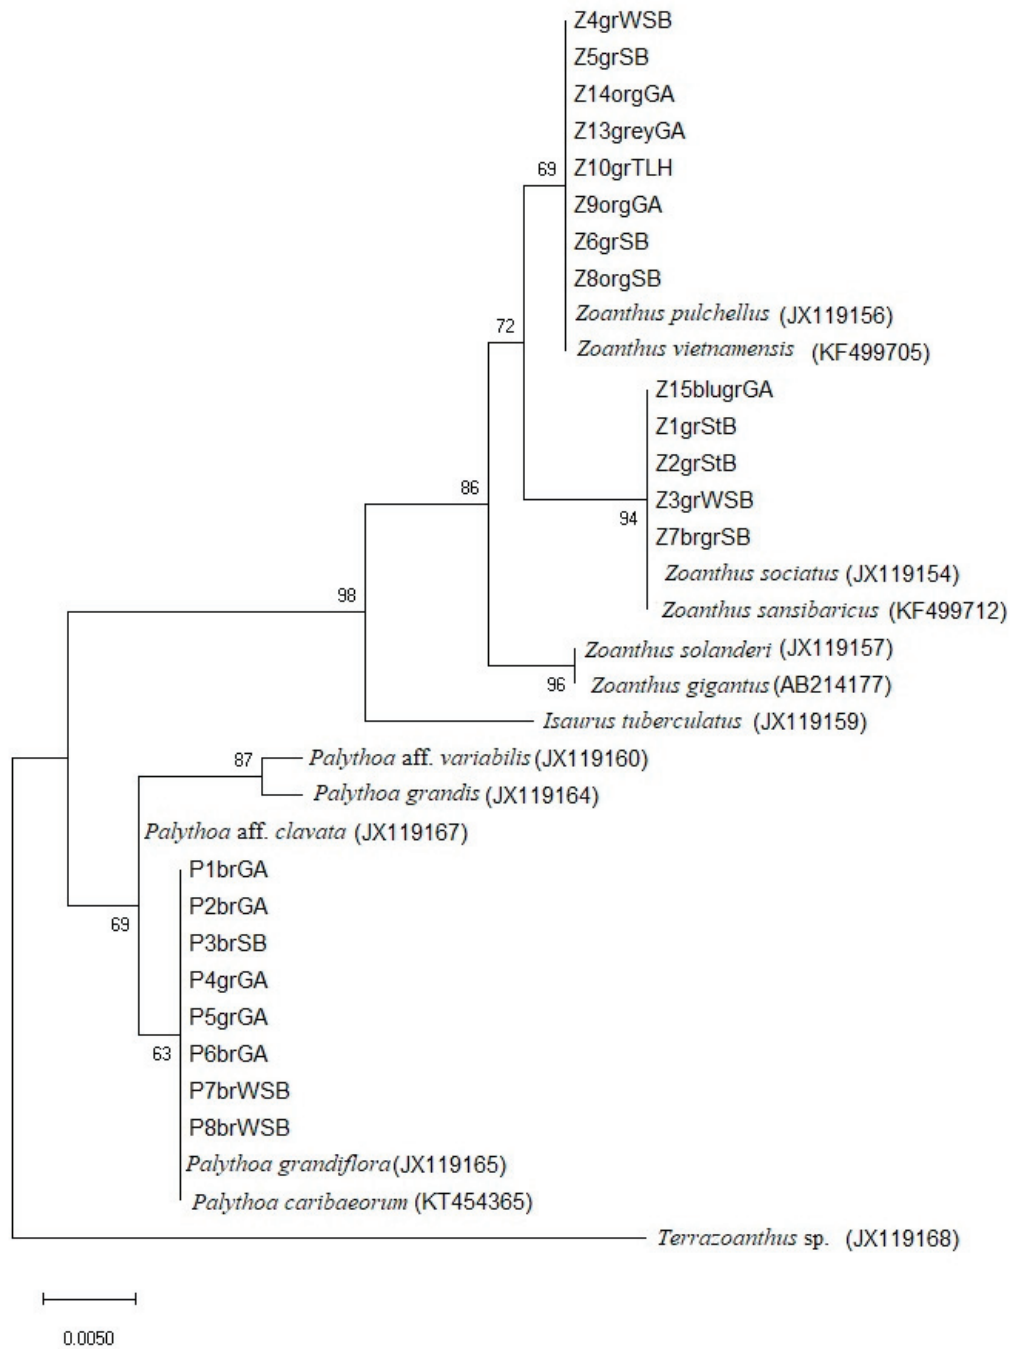 Z4grWSB
Z5grSB
Z14orgGA
Z13greyGA
69
Z10grTLH
Z9orgGA
Z6grSB
Z8orgSB
Zoanthus pulchellus (JX119156)
72
Zoanthus vietnamensis (KF499705)
Z15blugrGA
Z1grStB
Z2grStB
86
Z3grWSB
94
Z7brgrSB
Zoanthus sociatus (JX119154)
98
Zoanthus sansibaricus (KF499712)
Zoanthus solanderi (JX119157)
96
Zoanthus gigantus (AB214177)
Isaurus tuberculatus (JX119159)
87
Palythoa aff. variabilis (JX119160)
Palythoa grandis (JX119164)
Palythoa aff. clavata (JX119167)
P1brGA
P2brGA
69
P3brSB
P4grGA
P5grGA
63
P6brGA
P7brWSB
P8brWSB
Palythoa grandiflora (JX119165)
Palythoa caribaeorum (KT454365)
Terrazoanthus sp. (JX119168)
0.0050